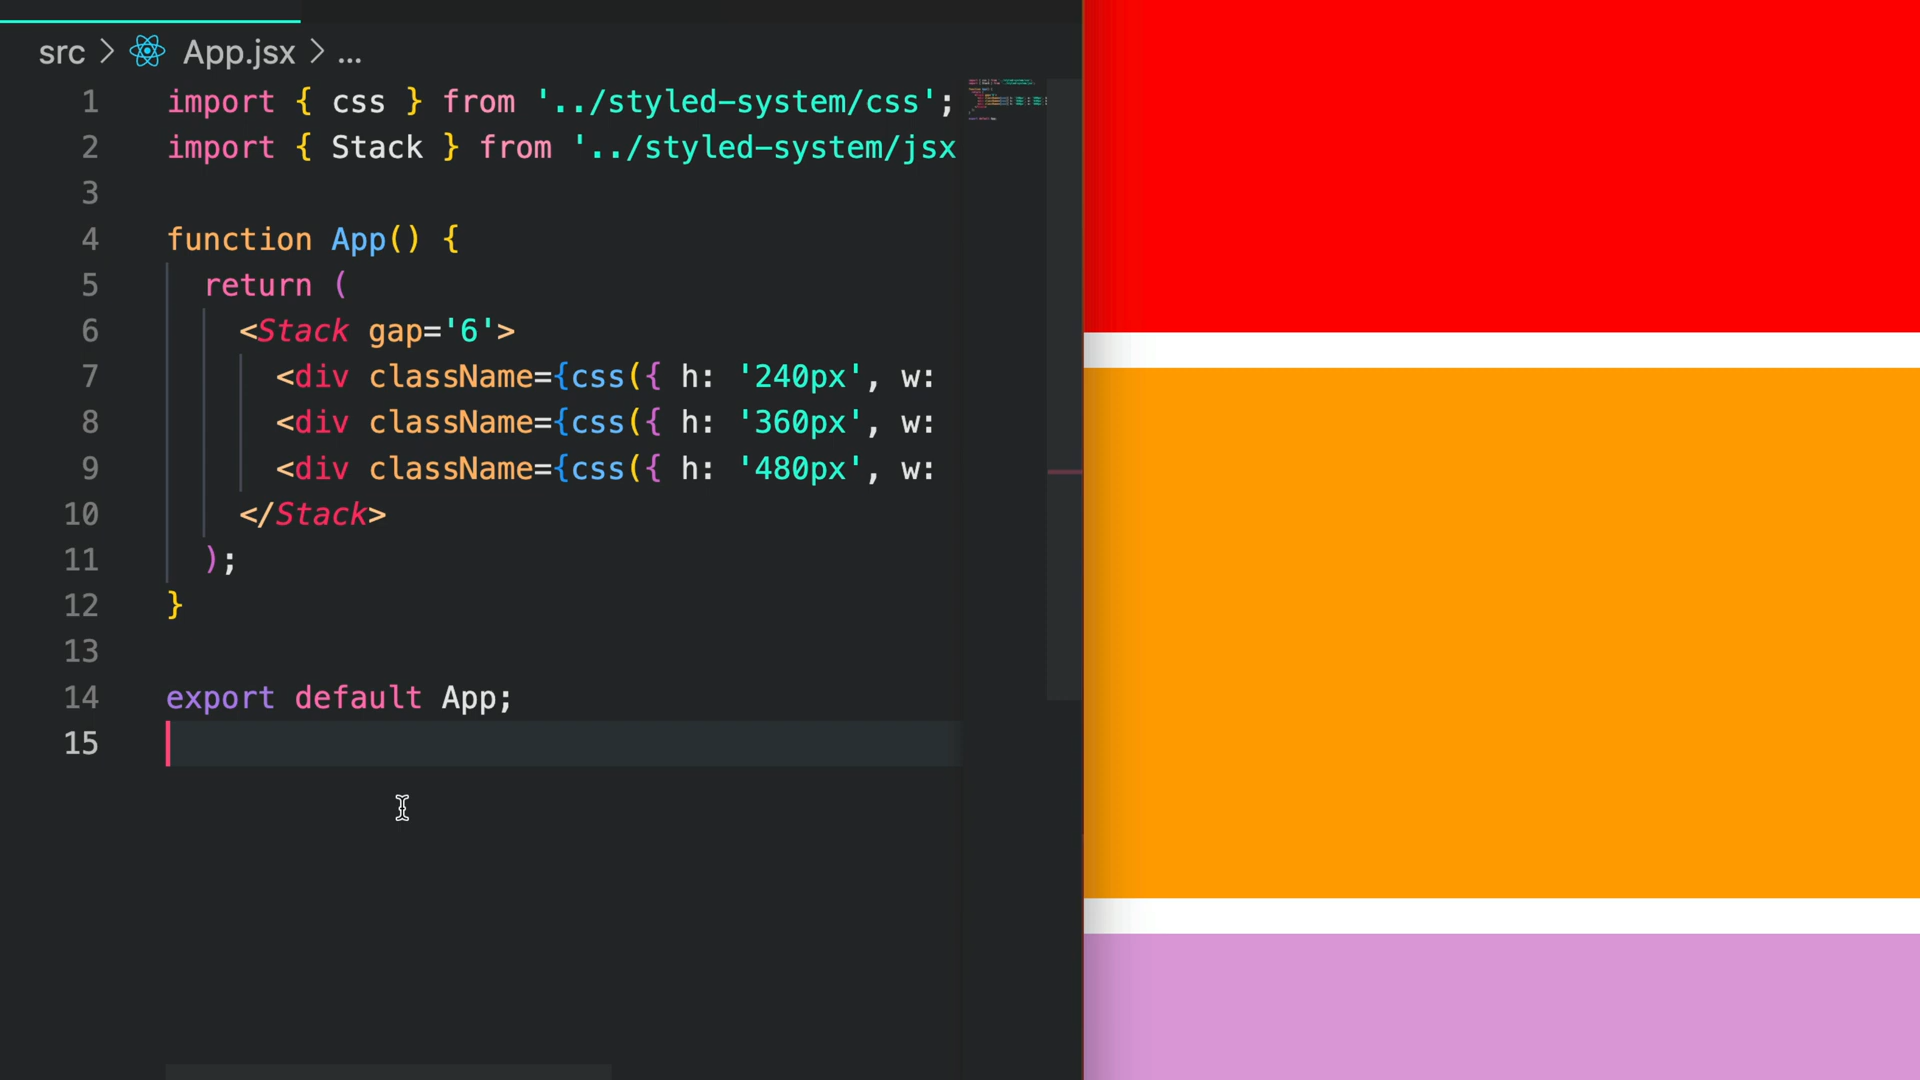 src > App.jsx > ...
1 import { css } from '../styled-system/css';
2 import { Stack } from '../styled-system/jsx
3
4 function App() {
5 return (
6 <Stack gap='6'>
7 <div className={css({ h: '240px', w:
8 <div className={css({ h: '360px', w:
9 <div className={css({ h: '480px', w:
10 </Stack>
11 );
12 }
13
14 export default App;
15